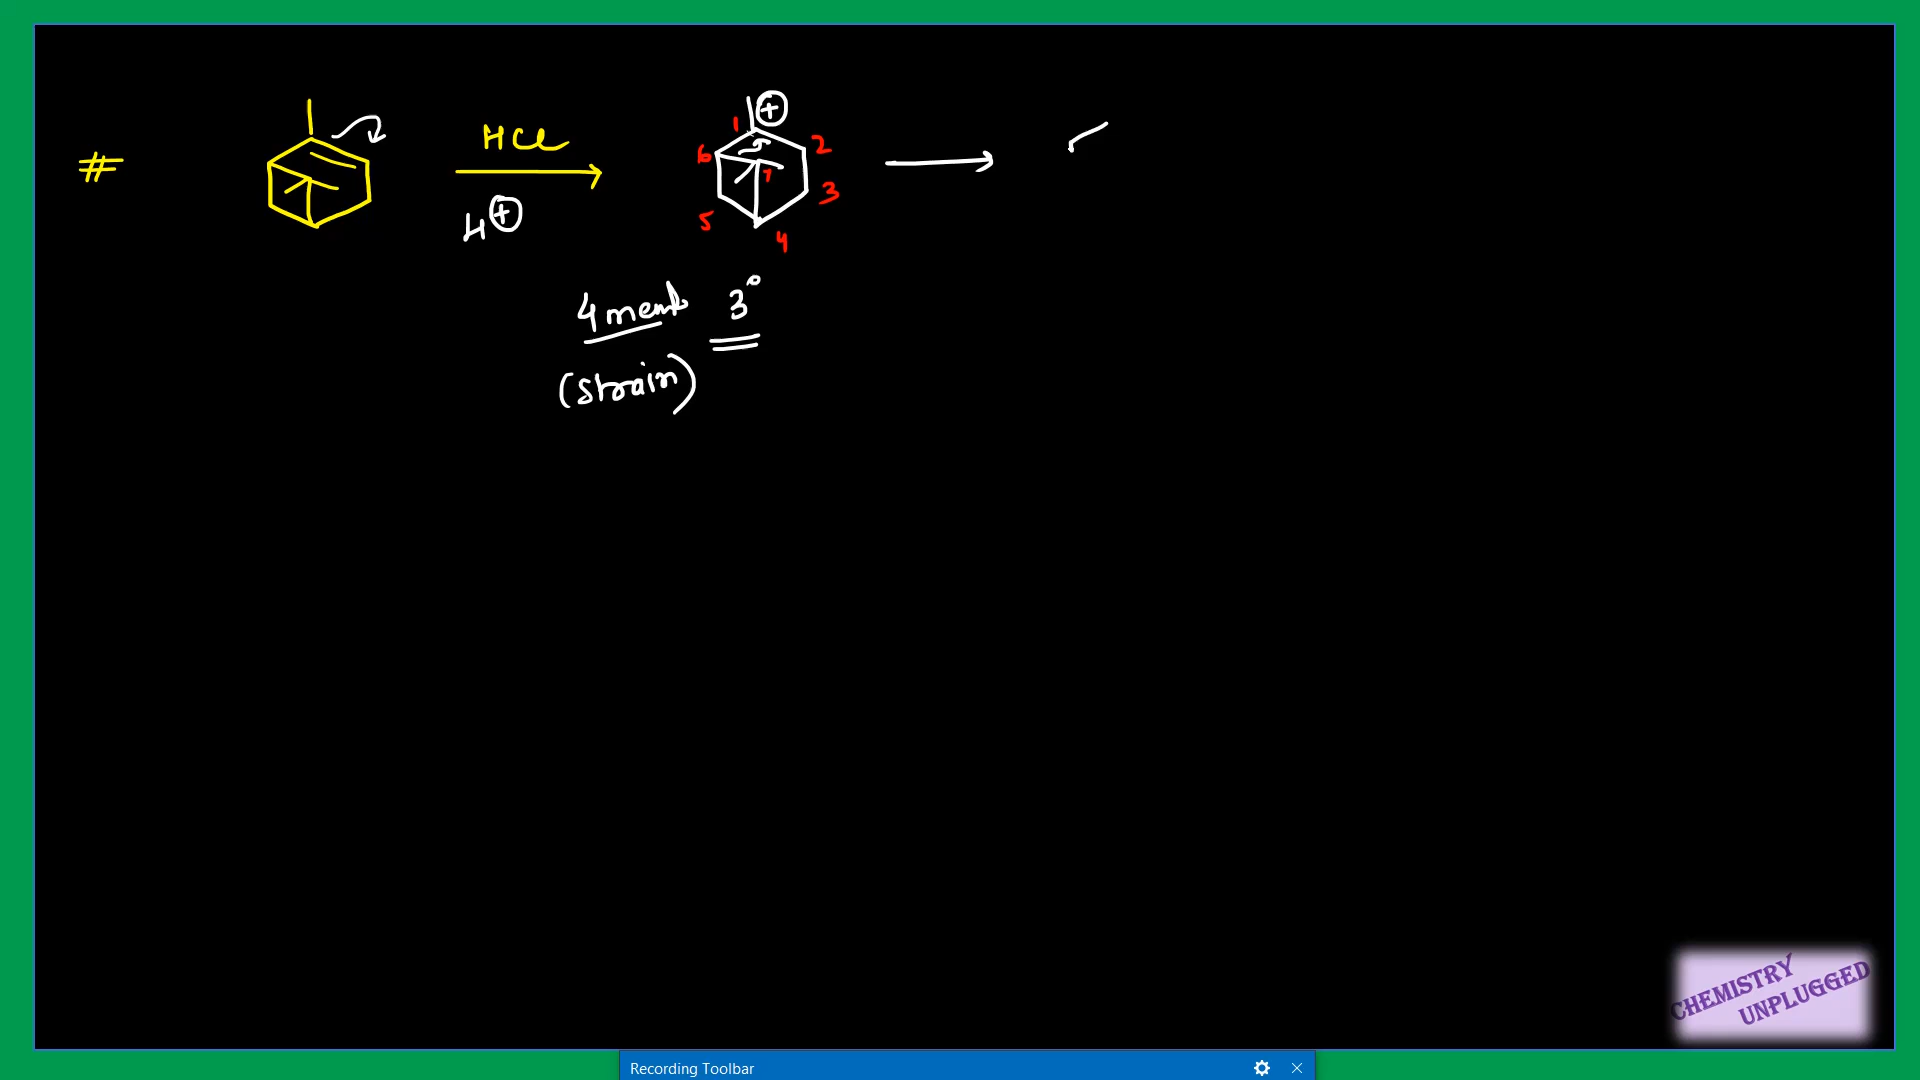 # HCl ⊕
H⊕
1 2 3 4 5 6 7
4 mem 3°
(strain)
CHEMISTRY
UNPLUGGED
Recording Toolbar